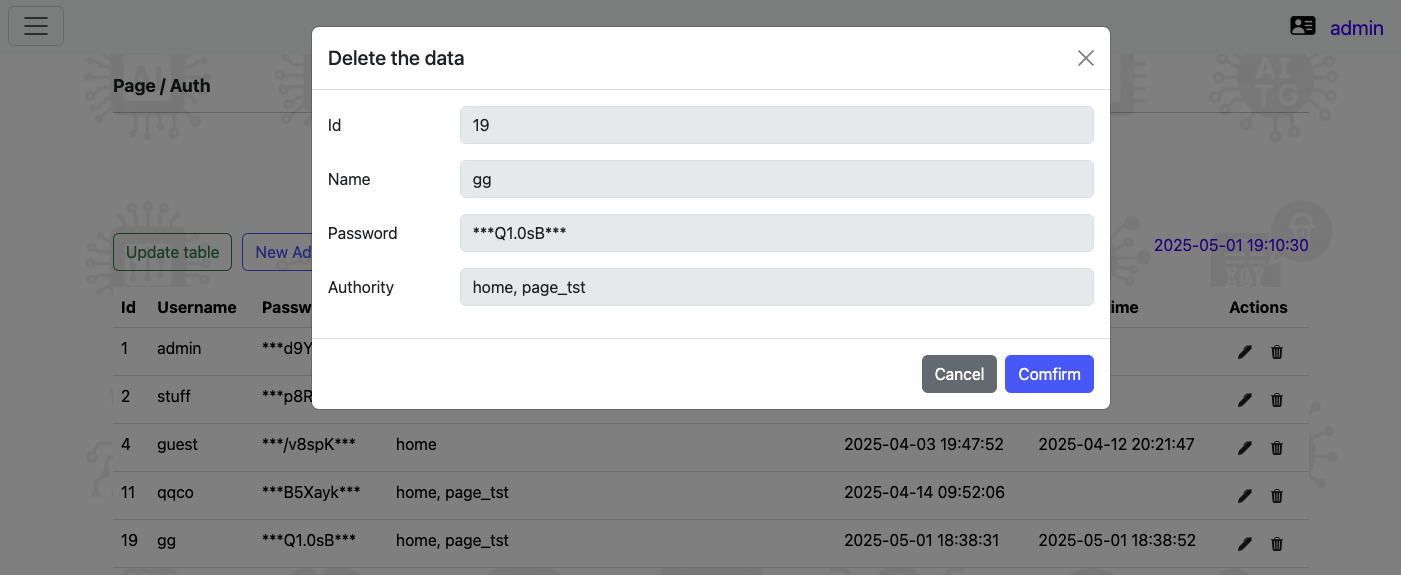 admin
Delete the data
Page / Auth
Id
19
Name
gg
Password
***Q1.0sB***
Authority
home, page_tst
Update table
New Ad
2025-05-01 19:10:30
Cancel
Comfirm
Id Username Passw ime Actions
1 admin ***d9Y
2 stuff ***p8R
4 guest ***/v8spK*** home 2025-04-03 19:47:52 2025-04-12 20:21:47
11 qqco ***B5Xayk*** home, page_tst 2025-04-14 09:52:06
19 gg ***Q1.0sB*** home, page_tst 2025-05-01 18:38:31 2025-05-01 18:38:52
AI
TG